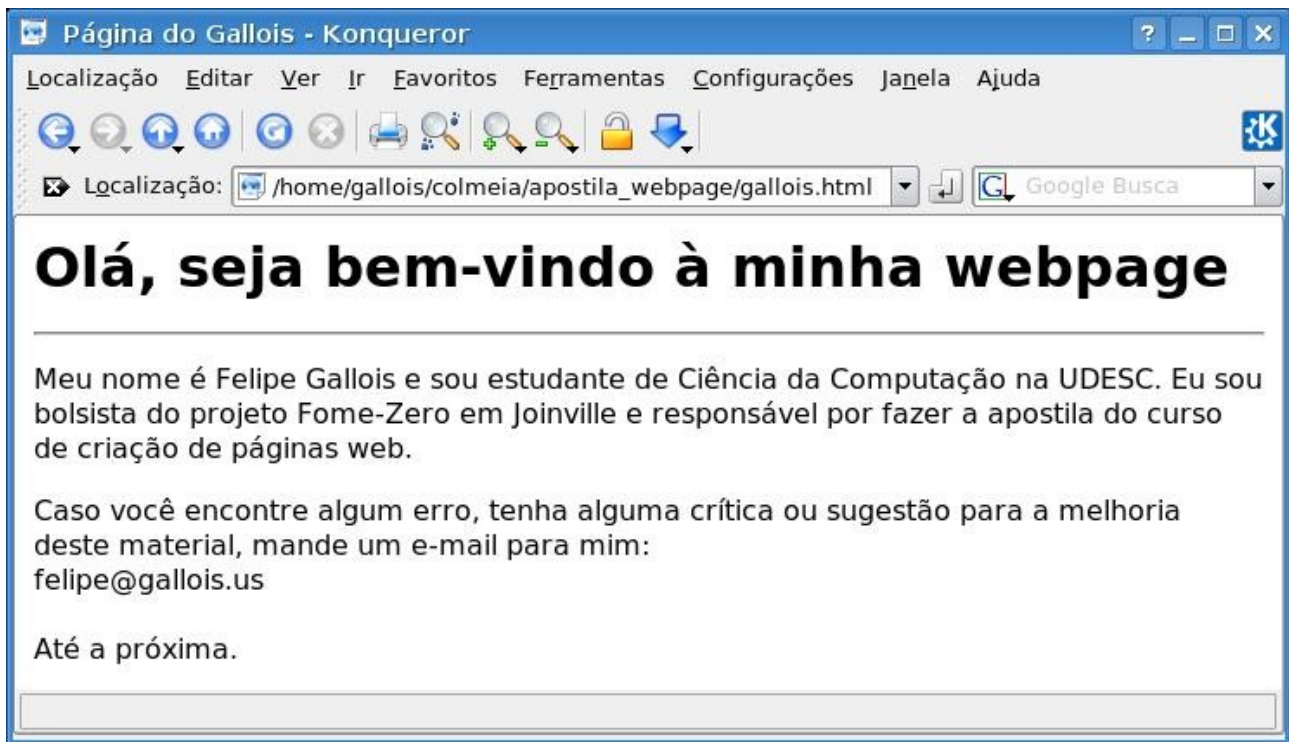 Página do Gallois - Konqueror
Localização Editar Ver Ir Favoritos Ferramentas Configurações Janela Ajuda
Localização: /home/gallois/colmeia/apostila_webpage/gallois.html Google Busca
Olá, seja bem-vindo à minha webpage
Meu nome é Felipe Gallois e sou estudante de Ciência da Computação na UDESC. Eu sou
bolsista do projeto Fome-Zero em Joinville e responsável por fazer a apostila do curso
de criação de páginas web.
Caso você encontre algum erro, tenha alguma crítica ou sugestão para a melhoria
deste material, mande um e-mail para mim:
felipe@gallois.us
Até a próxima.